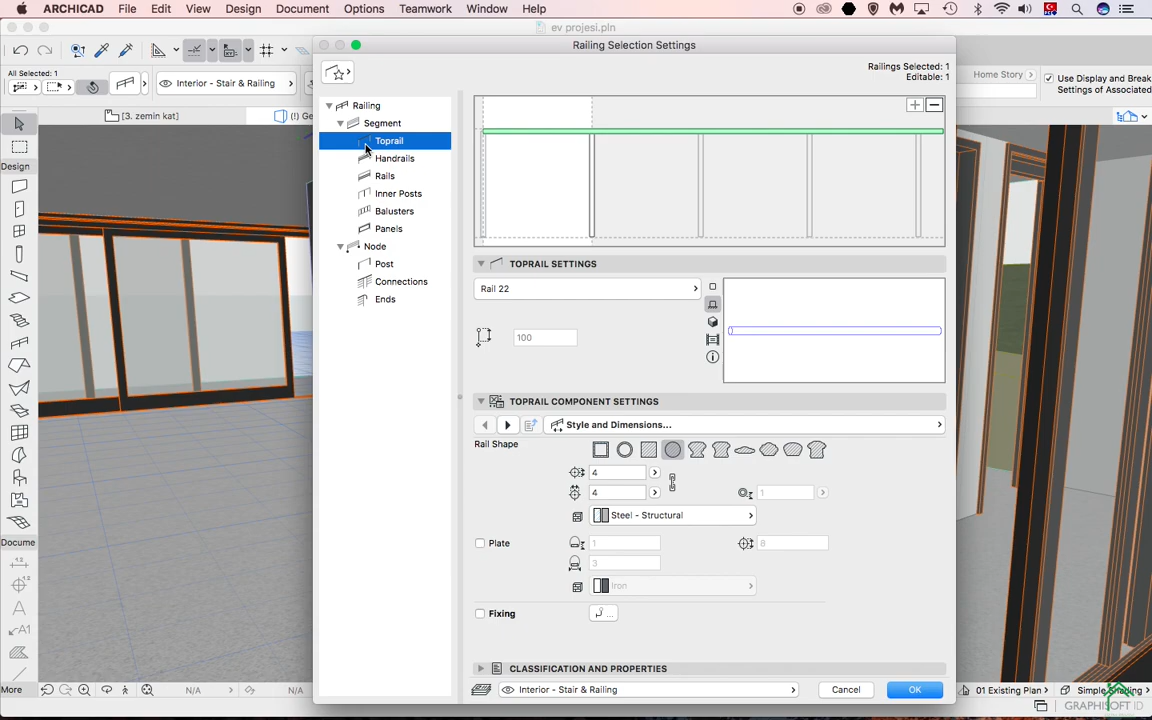 ARCHICAD File Edit View Design Document Options Teamwork Window Help
ev projesi.pln
Railing Selection Settings
All Selected: 1
Interior - Stair & Railing
Railings Selected: 1
Editable: 1
Home Story
Use Display and Break
Settings of Associated
[3. zemin kat]
(!) Ge
Design
Railing
Segment
Toprail
Handrails
Rails
Inner Posts
Balusters
Panels
Node
Post
Connections
Ends
TOPRAIL SETTINGS
Rail 22
100
TOPRAIL COMPONENT SETTINGS
Style and Dimensions...
Rail Shape
4
4
1
Steel - Structural
Plate
1
8
3
Iron
Fixing
...
CLASSIFICATION AND PROPERTIES
Docume
A
A1
More
N/A
N/A
Interior - Stair & Railing
Cancel
OK
01 Existing Plan
Simple Shading
GRAPHISOFT ID